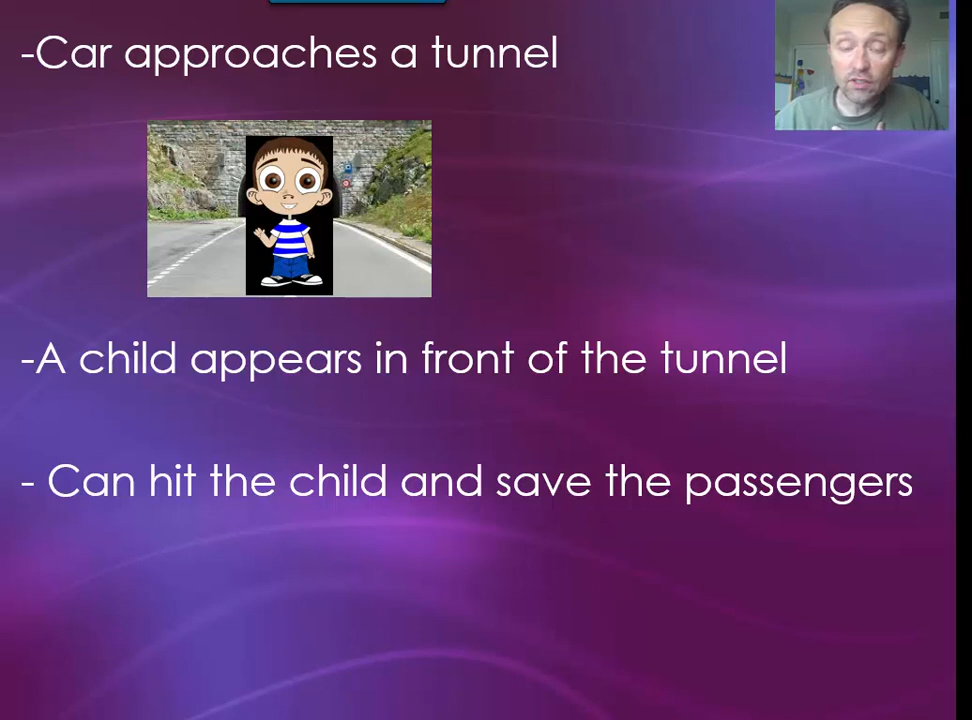 -Car approaches a tunnel
-A child appears in front of the tunnel
- Can hit the child and save the passengers